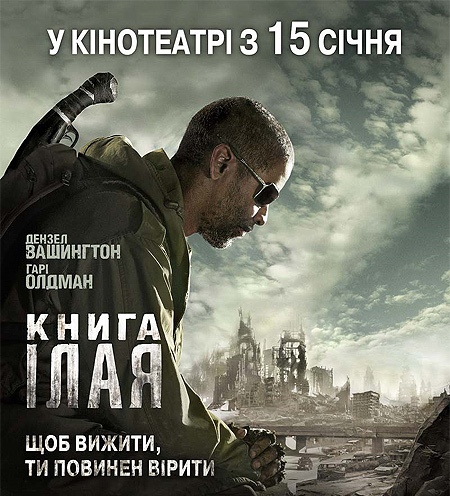 У КІНОТЕАТРІ З 15 СІЧНЯ
ДЕНЗЕЛ
ВАШИНГТОН
ГАРІ
ОЛДМАН
КНИГА
ІЛАЯ
ЩОБ ВИЖИТИ,
ТИ ПОВИНЕН ВІРИТИ